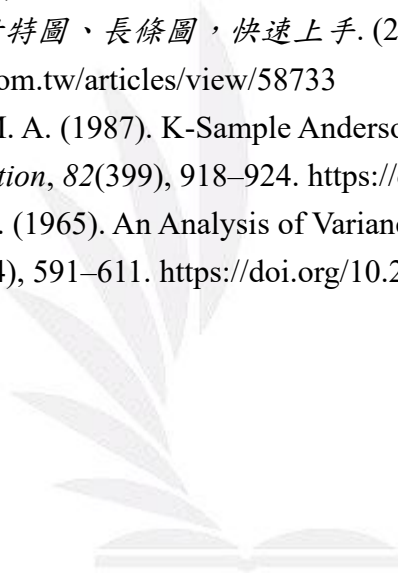 特圖、長條圖，快速上手. (2
om.tw/articles/view/58733
A. (1987). K-Sample Anderso
tion, 82(399), 918–924. https://
. (1965). An Analysis of Varian
4), 591–611. https://doi.org/10.2